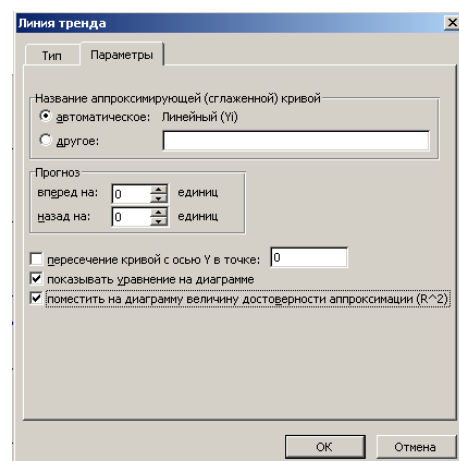 Линия тренда
Тип Параметры
Название аппроксимирующей (сглаженной) кривой
автоматическое: Линейный (Yi)
другое:
Прогноз
вперед на: 0 единиц
назад на: 0 единиц
пересечение кривой с осью Y в точке: 0
показывать уравнение на диаграмме
поместить на диаграмму величину достоверности аппроксимации (R^2)
ОК Отмена